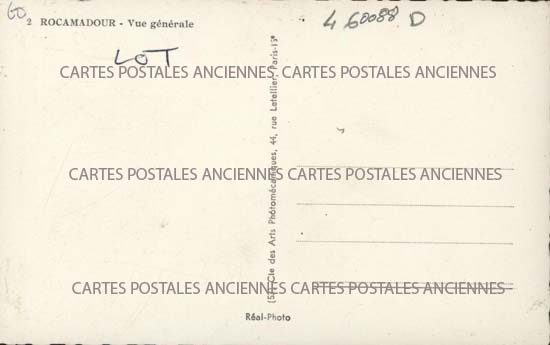 60
2 ROCAMADOUR - Vue générale
4 60088 D
LOT
CARTES POSTALES ANCIENNES CARTES POSTALES ANCIENNES
CARTES POSTALES ANCIENNES CARTES POSTALES ANCIENNES
CARTES POSTALES ANCIENNES CARTES POSTALES ANCIENNES
Cie des Arts Photomécaniques, 44, rue Letellier, Paris-15e
Réal-Photo